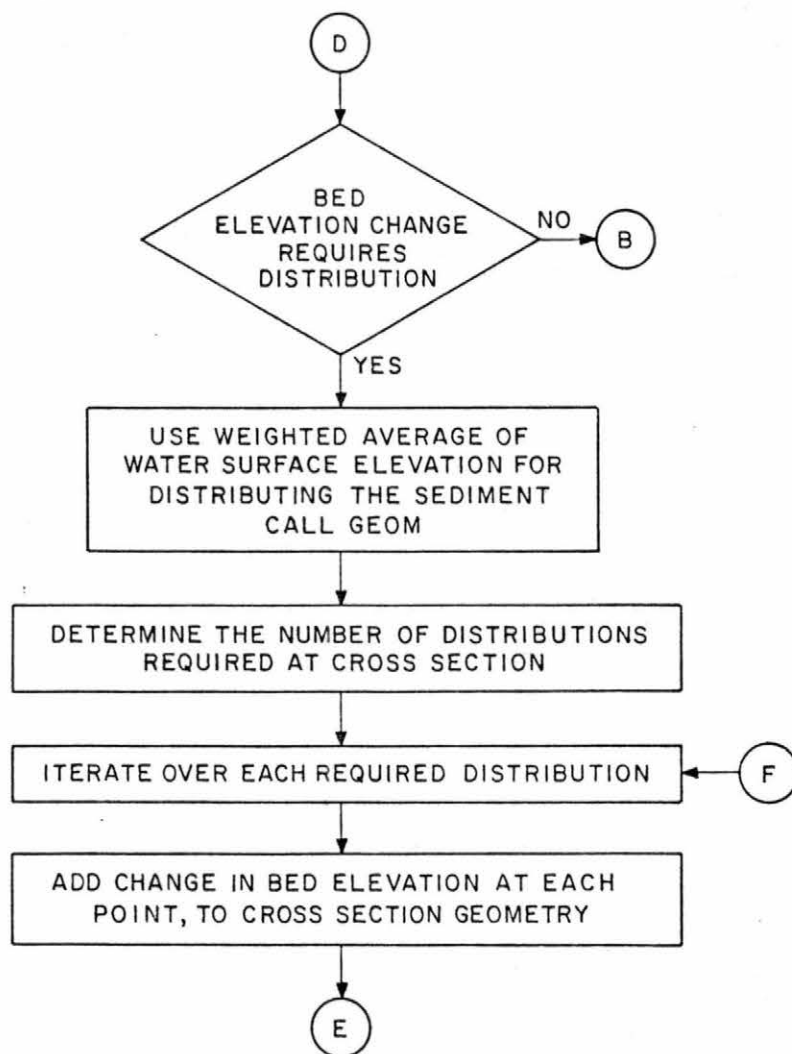 D
BED
ELEVATION CHANGE
REQUIRES
DISTRIBUTION
NO
B
YES
USE WEIGHTED AVERAGE OF
WATER SURFACE ELEVATION FOR
DISTRIBUTING THE SEDIMENT
CALL GEOM
DETERMINE THE NUMBER OF DISTRIBUTIONS
REQUIRED AT CROSS SECTION
ITERATE OVER EACH REQUIRED DISTRIBUTION
F
ADD CHANGE IN BED ELEVATION AT EACH
POINT, TO CROSS SECTION GEOMETRY
E